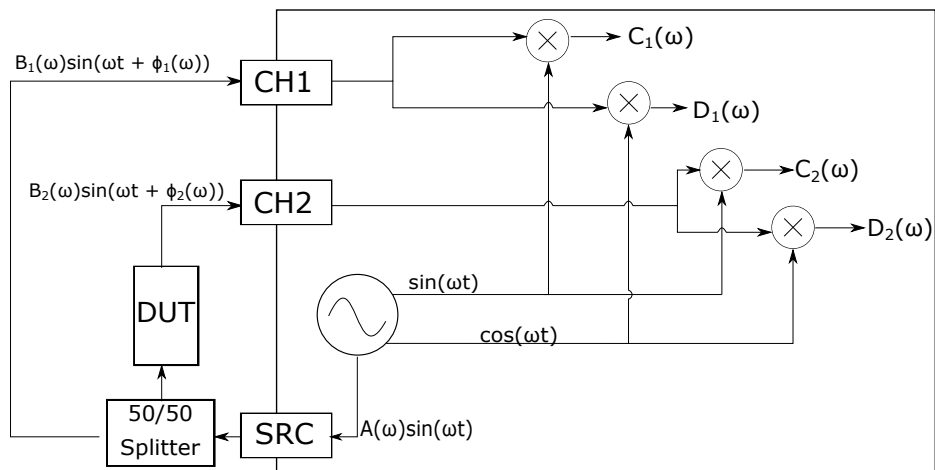 C₁(ω)
B₁(ω)sin(ωt + ϕ₁(ω))
CH1
D₁(ω)
C₂(ω)
B₂(ω)sin(ωt + ϕ₂(ω))
CH2
D₂(ω)
sin(ωt)
DUT
cos(ωt)
50/50
Splitter
SRC
A(ω)sin(ωt)